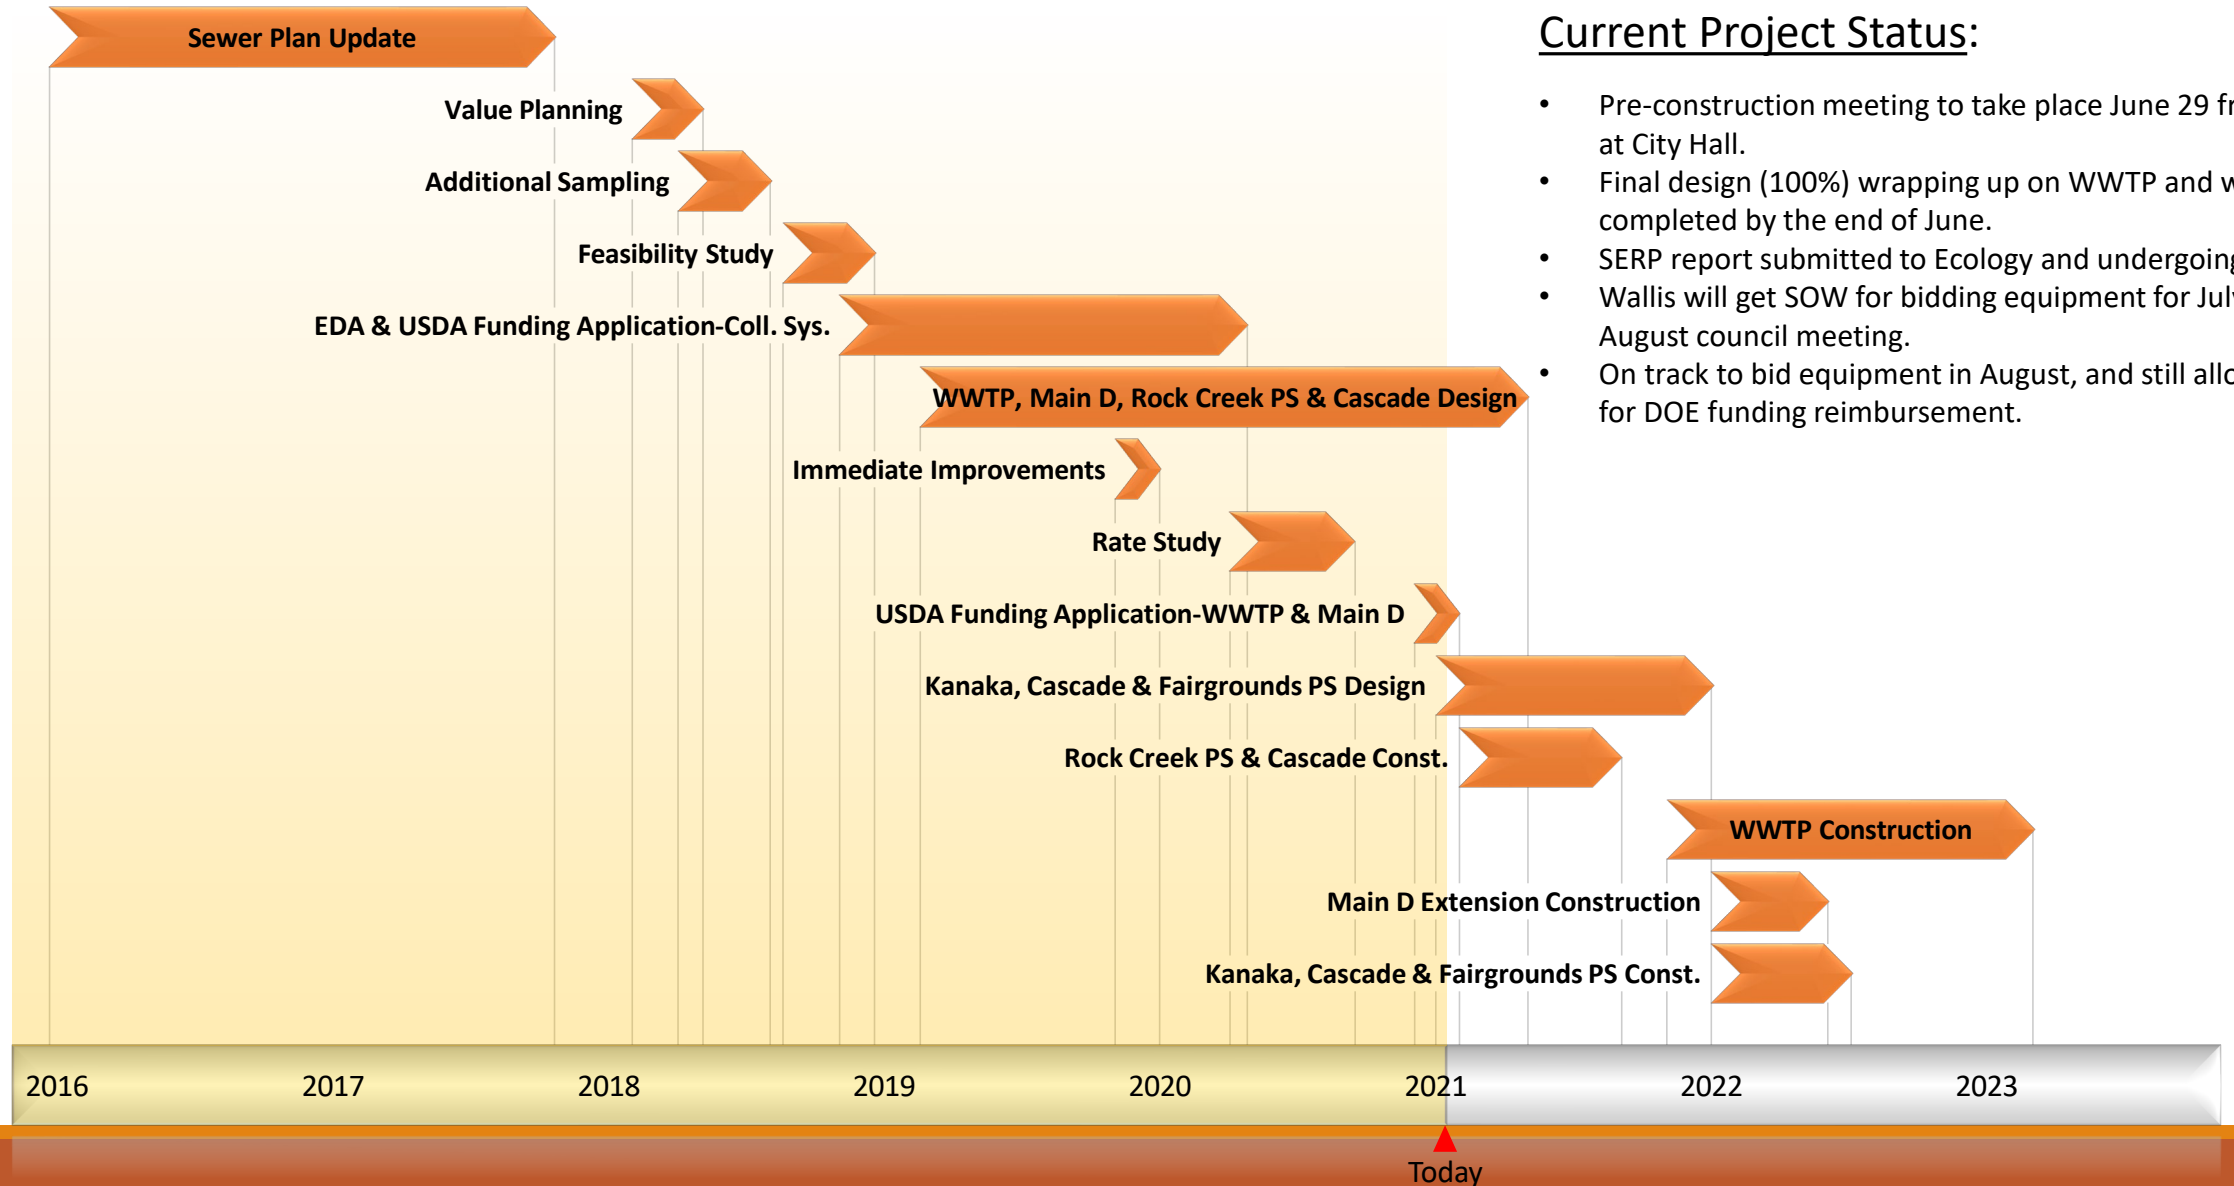 Sewer Plan Update
Value Planning
Additional Sampling
Feasibility Study
EDA & USDA Funding Application-Coll. Sys.
WWTP, Main D, Rock Creek PS & Cascade Design
Immediate Improvements
Rate Study
USDA Funding Application-WWTP & Main D
Kanaka, Cascade & Fairgrounds PS Design
Rock Creek PS & Cascade Const.
WWTP Construction
Main D Extension Construction
Kanaka, Cascade & Fairgrounds PS Const.
2016 2017 2018 2019 2020 2021 2022 2023
Today
Current Project Status:
• Pre-construction meeting to take place June 29
at City Hall.
• Final design (100%) wrapping up on WWTP and
completed by the end of June.
• SERP report submitted to Ecology and undergoing
• Wallis will get SOW for bidding equipment for July
August council meeting.
• On track to bid equipment in August, and still
for DOE funding reimbursement.